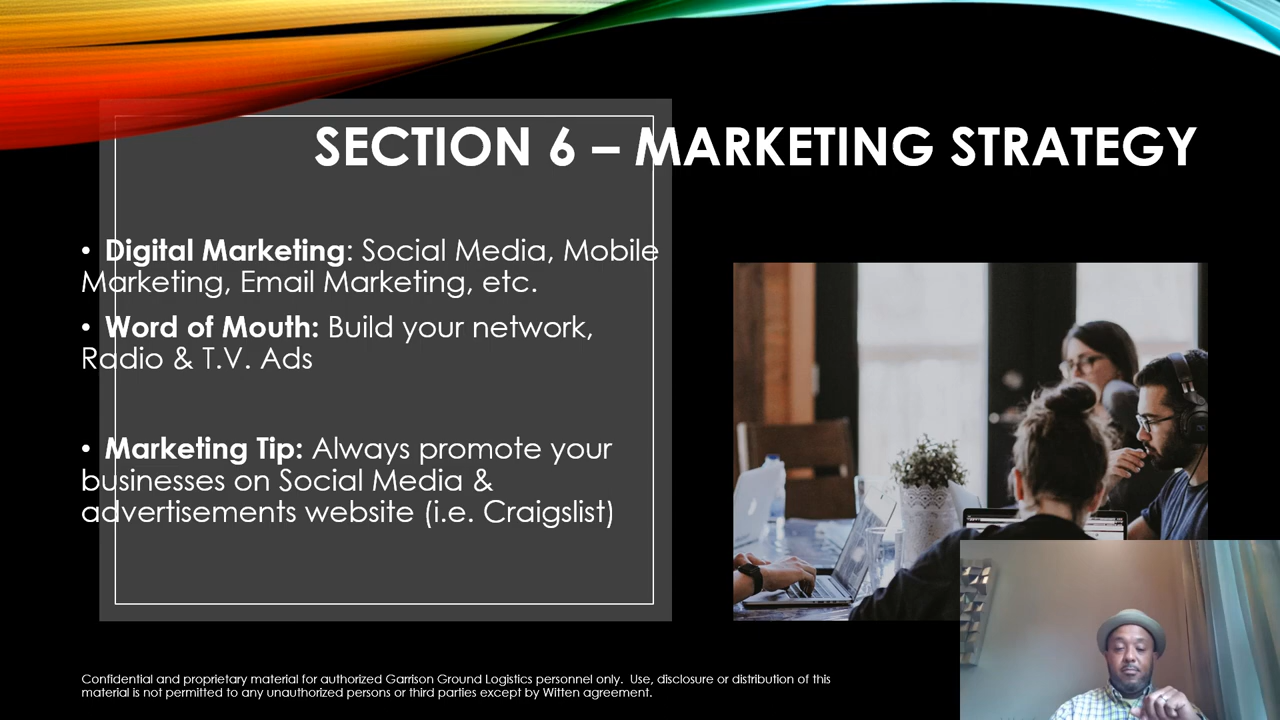 SECTION 6 – MARKETING STRATEGY
• Digital Marketing: Social Media, Mobile
Marketing, Email Marketing, etc.
• Word of Mouth: Build your network,
Radio & T.V. Ads
• Marketing Tip: Always promote your
businesses on Social Media &
advertisements website (i.e. Craigslist)
Confidential and proprietary material for authorized Garrison Ground Logistics personnel only.  Use, disclosure or distribution of this
material is not permitted to any unauthorized persons or third parties except by Witten agreement.